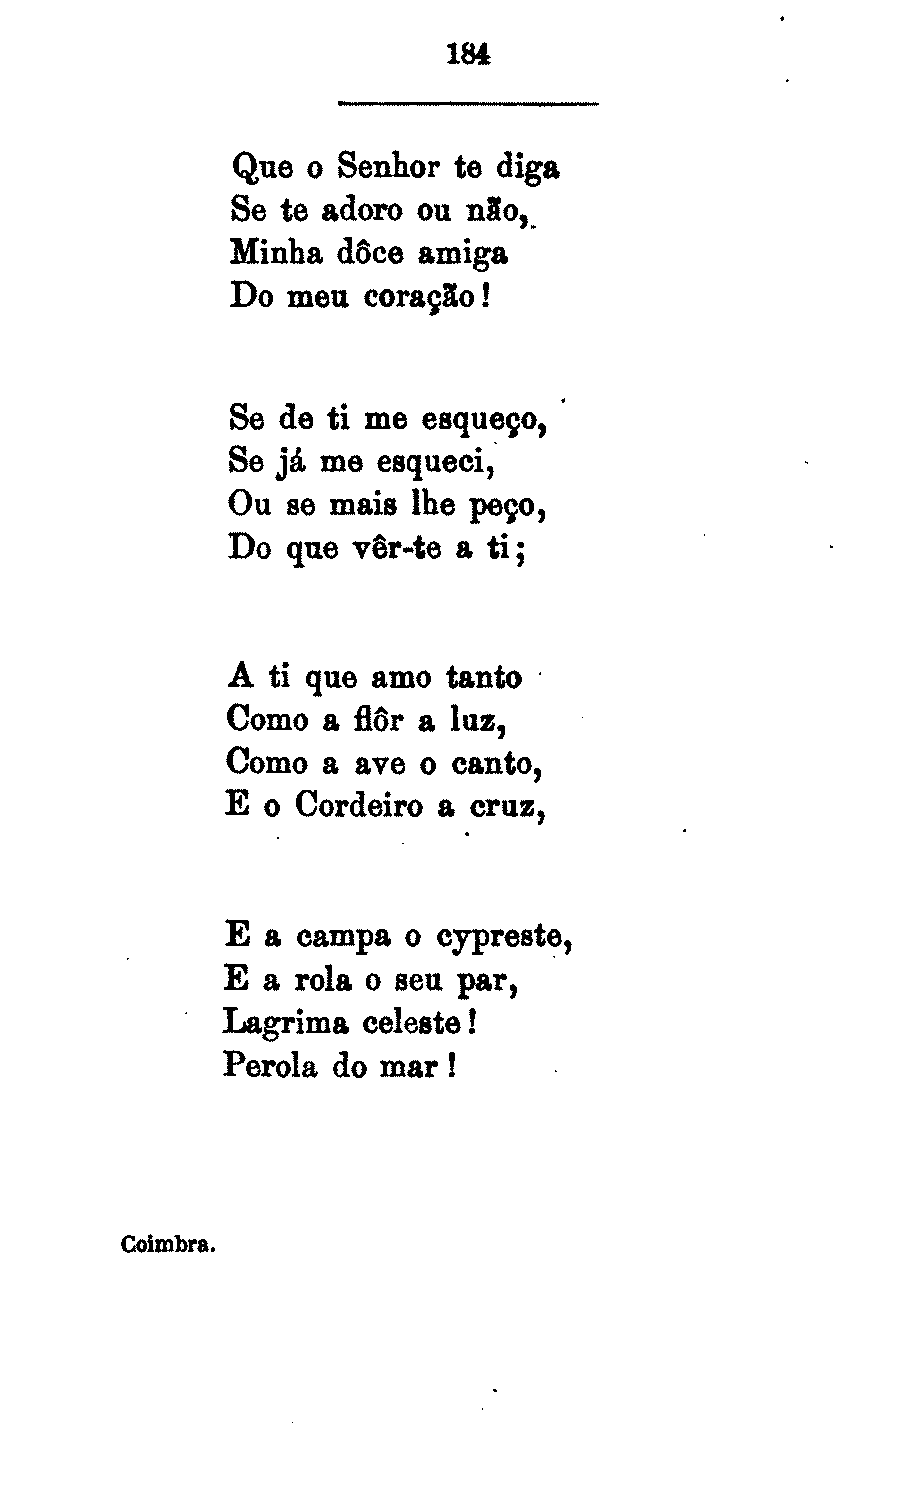 184
Que o Senhor te diga
Se te adoro ou não,
Minha dôce amiga
Do meu coração!
Se de ti me esqueço,
Se já me esqueci,
Ou se mais lhe peço,
Do que vêr-te a ti;
A ti que amo tanto
Como a flôr a luz,
Como a ave o canto,
E o Cordeiro a cruz,
E a campa o cypreste,
E a rola o seu par,
Lagrima celeste!
Perola do mar!
Coimbra.